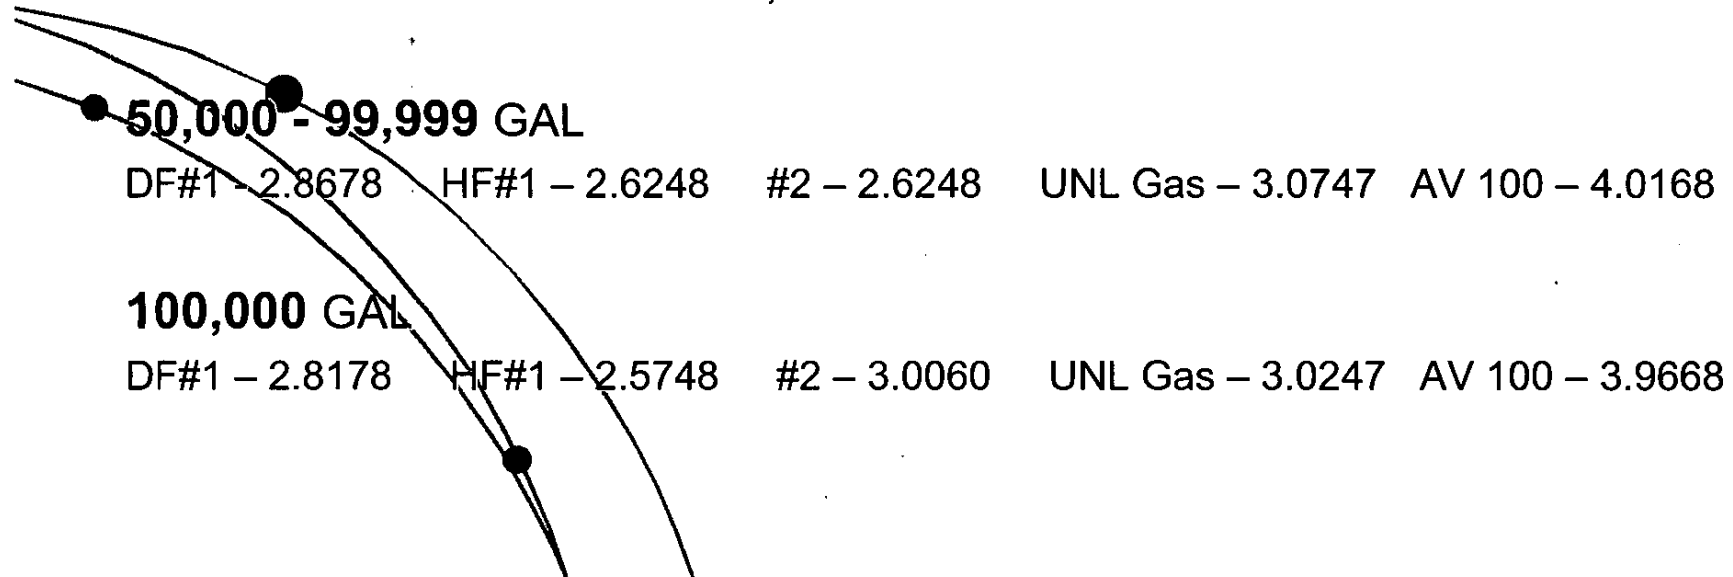 50,000 - 99,999 GAL
DF#1 - 2.8678 HF#1 – 2.6248 #2 – 2.6248 UNL Gas – 3.0747 AV 100 – 4.0168
100,000 GAL
DF#1 – 2.8178 HF#1 – 2.5748 #2 – 3.0060 UNL Gas – 3.0247 AV 100 – 3.9668